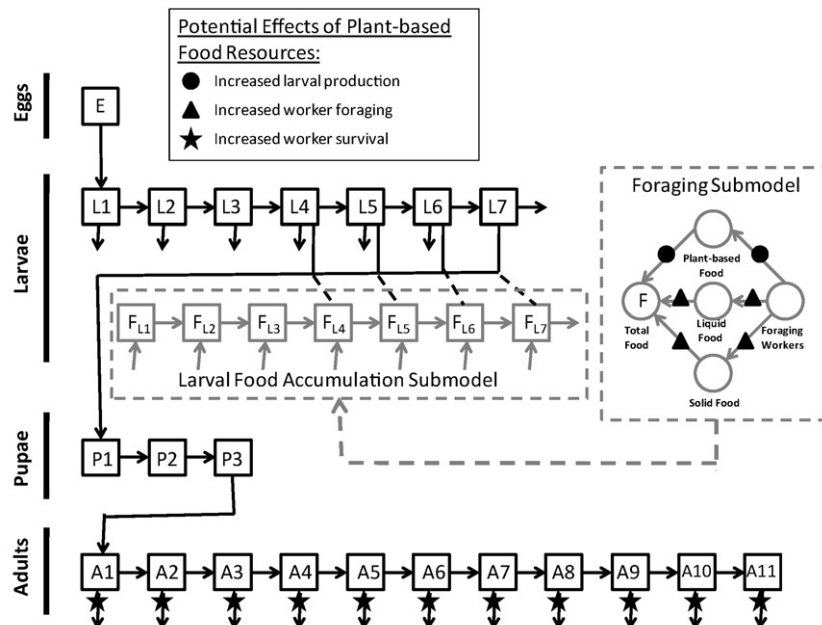 Potential Effects of Plant-based
Food Resources:
Increased larval production
Increased worker foraging
Increased worker survival
Eggs
E
Larvae
L1 L2 L3 L4 L5 L6 L7
Foraging Submodel
Plant-based
Food
F
Total
Food
Liquid
Food
Foraging
Workers
Solid Food
FL1 FL2 FL3 FL4 FL5 FL6 FL7
Larval Food Accumulation Submodel
Pupae
P1 P2 P3
Adults
A1 A2 A3 A4 A5 A6 A7 A8 A9 A10 A11